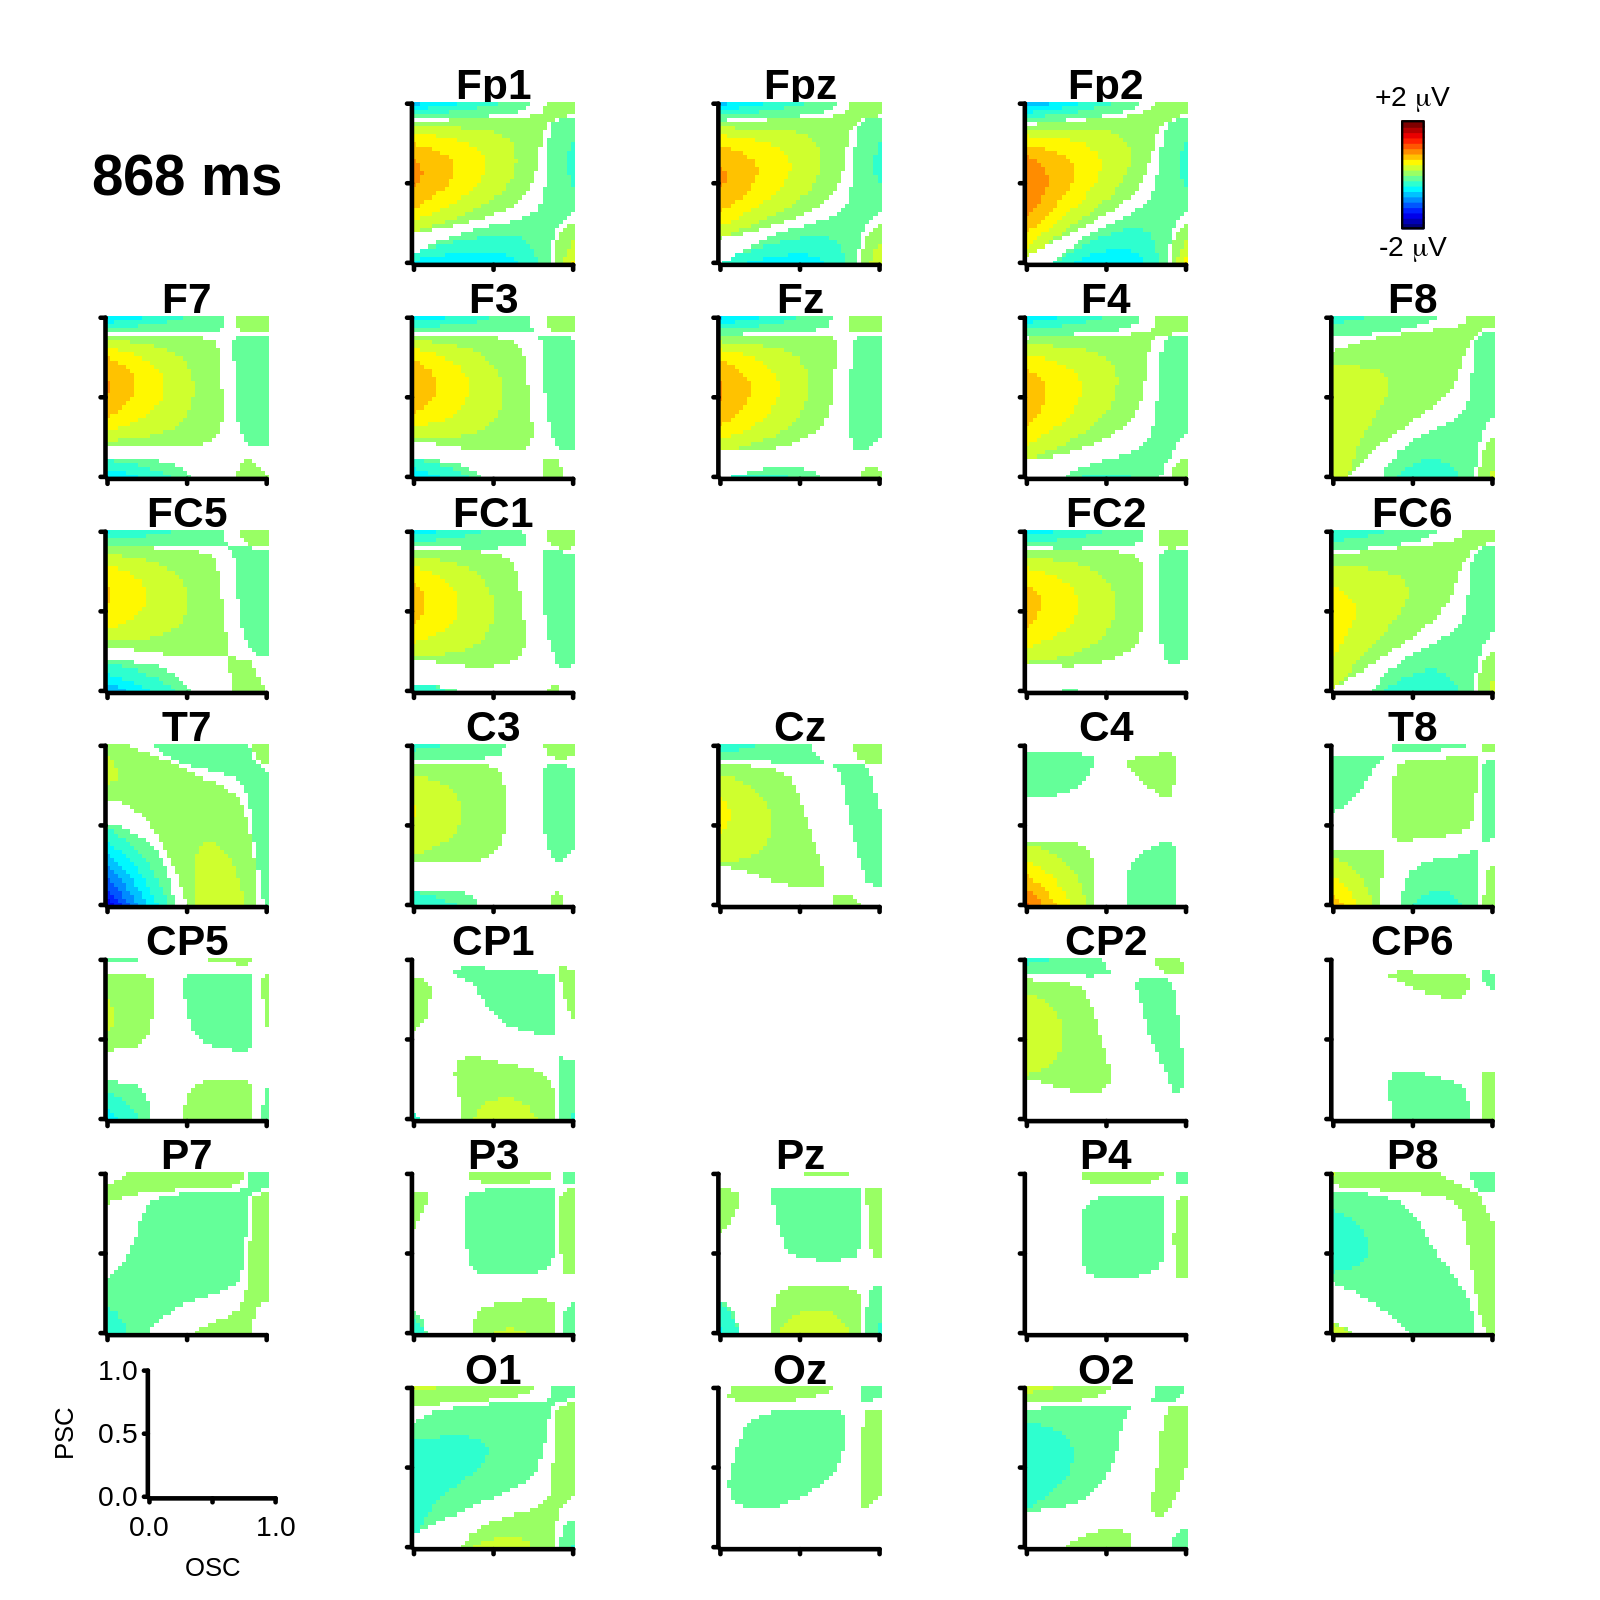 Fp1 Fpz Fp2
+2 μV
868 ms
-2 μV
F7 F3 Fz F4 F8
FC5 FC1 FC2 FC6
T7 C3 Cz C4 T8
CP5 CP1 CP2 CP6
P7 P3 Pz P4 P8
O1 Oz O2
1.0
PSC
0.5
0.0
0.0 1.0
OSC